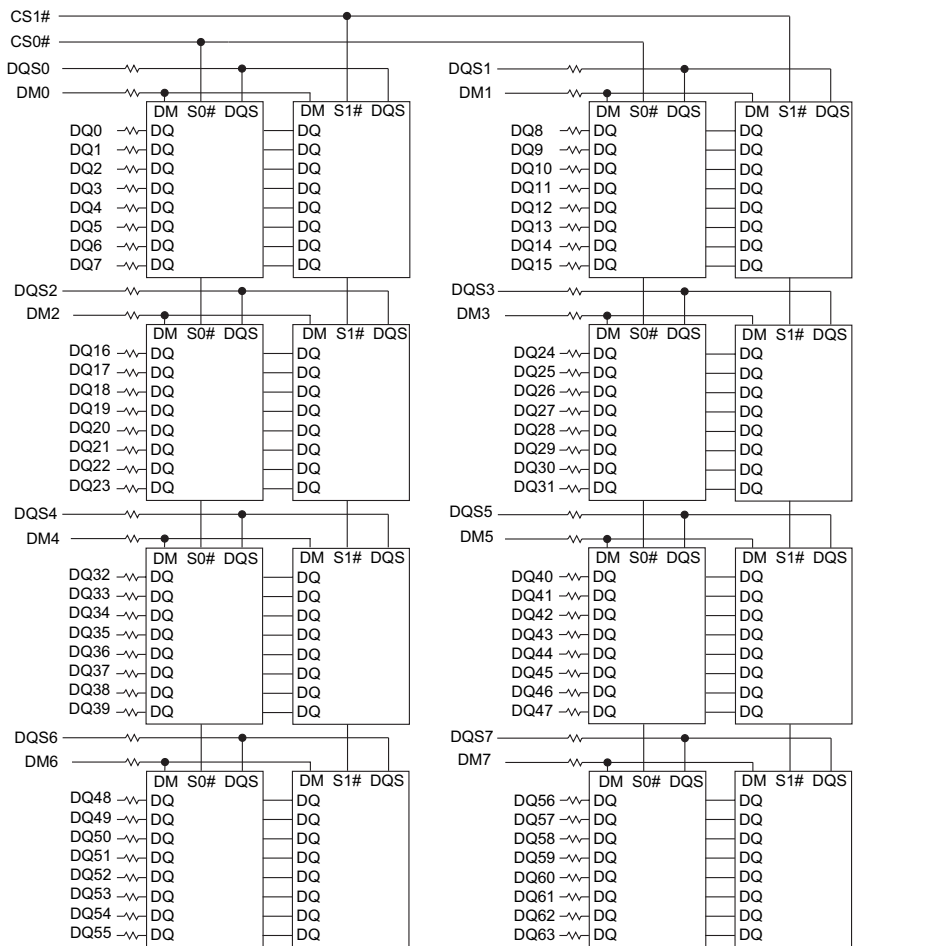 CS1#
CS0#
DQS0 DQS1
DM0 DM1
DM S0# DQS DM S1# DQS DM S0# DQS DM S1# DQS
DQ0 DQ DQ DQ8 DQ DQ
DQ1 DQ DQ DQ9 DQ DQ
DQ2 DQ DQ DQ10 DQ DQ
DQ3 DQ DQ DQ11 DQ DQ
DQ4 DQ DQ DQ12 DQ DQ
DQ5 DQ DQ DQ13 DQ DQ
DQ6 DQ DQ DQ14 DQ DQ
DQ7 DQ DQ DQ15 DQ DQ
DQS2 DQS3
DM2 DM3
DM S0# DQS DM S1# DQS DM S0# DQS DM S1# DQS
DQ16 DQ DQ DQ24 DQ DQ
DQ17 DQ DQ DQ25 DQ DQ
DQ18 DQ DQ DQ26 DQ DQ
DQ19 DQ DQ DQ27 DQ DQ
DQ20 DQ DQ DQ28 DQ DQ
DQ21 DQ DQ DQ29 DQ DQ
DQ22 DQ DQ DQ30 DQ DQ
DQ23 DQ DQ DQ31 DQ DQ
DQS4 DQS5
DM4 DM5
DM S0# DQS DM S1# DQS DM S0# DQS DM S1# DQS
DQ32 DQ DQ DQ40 DQ DQ
DQ33 DQ DQ DQ41 DQ DQ
DQ34 DQ DQ DQ42 DQ DQ
DQ35 DQ DQ DQ43 DQ DQ
DQ36 DQ DQ DQ44 DQ DQ
DQ37 DQ DQ DQ45 DQ DQ
DQ38 DQ DQ DQ46 DQ DQ
DQ39 DQ DQ DQ47 DQ DQ
DQS6 DQS7
DM6 DM7
DM S0# DQS DM S1# DQS DM S0# DQS DM S1# DQS
DQ48 DQ DQ DQ56 DQ DQ
DQ49 DQ DQ DQ57 DQ DQ
DQ50 DQ DQ DQ58 DQ DQ
DQ51 DQ DQ DQ59 DQ DQ
DQ52 DQ DQ DQ60 DQ DQ
DQ53 DQ DQ DQ61 DQ DQ
DQ54 DQ DQ DQ62 DQ DQ
DQ55 DQ DQ DQ63 DQ DQ